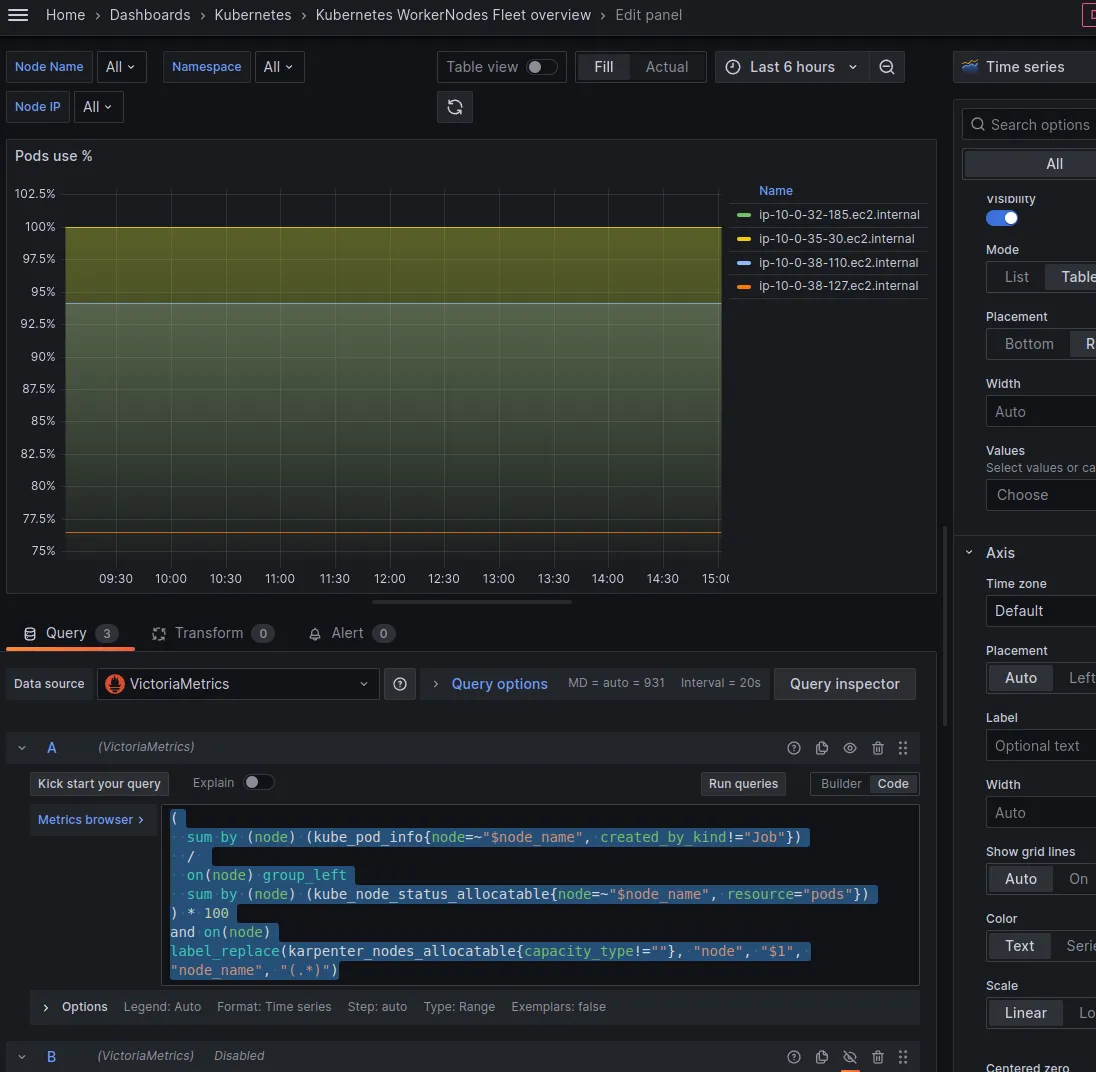 Home › Dashboards › Kubernetes › Kubernetes WorkerNodes Fleet overview › Edit panel
Node Name All Namespace All Table view Fill Actual Last 6 hours Time series
Node IP All
Search options
Pods use %
All
102.5%
100%
97.5%
95%
92.5%
90%
87.5%
85%
82.5%
80%
77.5%
75%
09:30 10:00 10:30 11:00 11:30 12:00 12:30 13:00 13:30 14:00 14:30 15:00
Name
ip-10-0-32-185.ec2.internal
ip-10-0-35-30.ec2.internal
ip-10-0-38-110.ec2.internal
ip-10-0-38-127.ec2.internal
Visibility
Mode
List Table
Placement
Bottom R
Width
Auto
Values
Select values or ca
Choose
Axis
Time zone
Default
Placement
Auto Left
Label
Optional text
Width
Auto
Show grid lines
Auto On
Color
Text Serie
Scale
Linear Lo
Centered zero
Query 3 Transform 0 Alert 0
Data source VictoriaMetrics › Query options MD = auto = 931 Interval = 20s Query inspector
A (VictoriaMetrics)
Kick start your query Explain Run queries Builder Code
Metrics browser ›
(
sum by (node) (kube_pod_info{node=~"$node_name", created_by_kind!="Job"})
/
on(node) group_left
sum by (node) (kube_node_status_allocatable{node=~"$node_name", resource="pods"})
) * 100
and on(node)
label_replace(karpenter_nodes_allocatable{capacity_type!=""}, "node", "$1",
"node_name", "(.*)")
› Options Legend: Auto Format: Time series Step: auto Type: Range Exemplars: false
B (VictoriaMetrics) Disabled